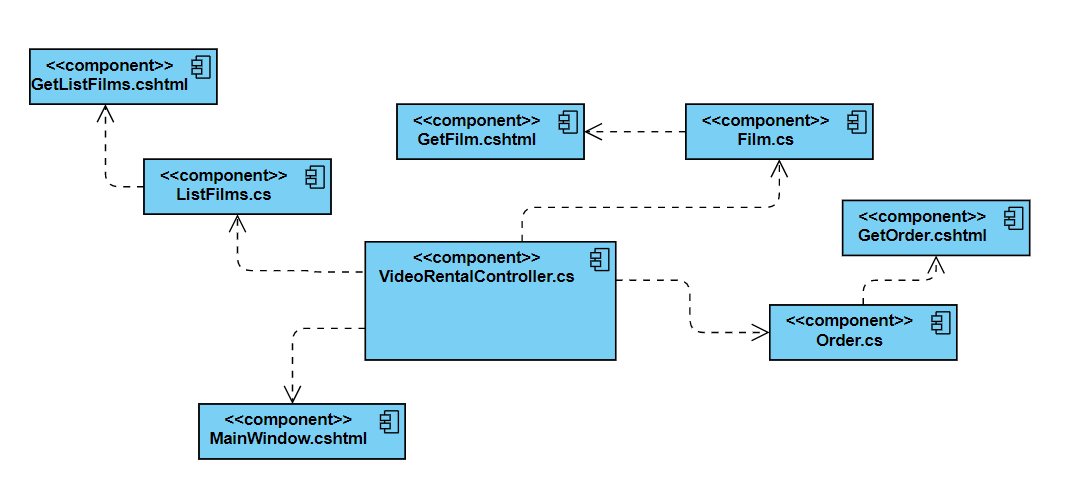 <<component>>
GetListFilms.cshtml
<<component>>
GetFilm.cshtml
<<component>>
Film.cs
<<component>>
ListFilms.cs
<<component>>
GetOrder.cshtml
<<component>>
VideoRentalController.cs
<<component>>
Order.cs
<<component>>
MainWindow.cshtml